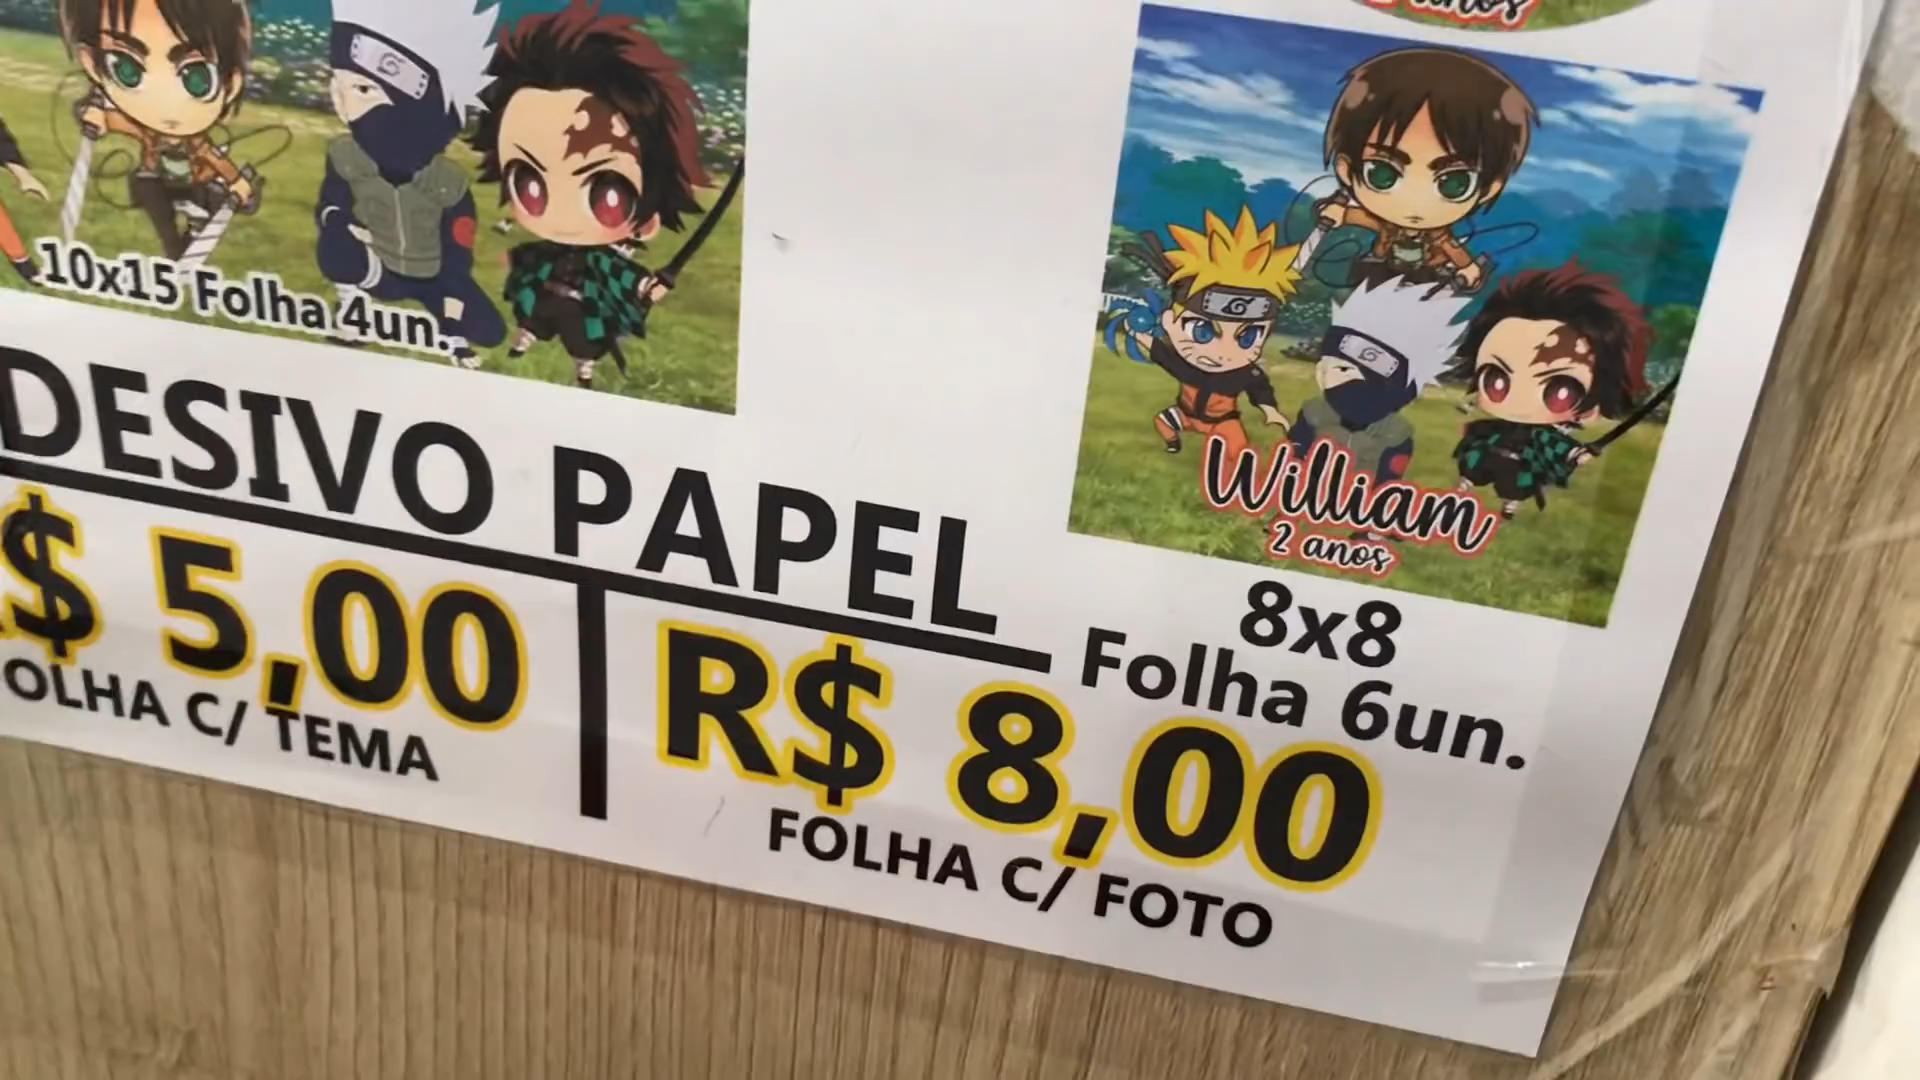 anos
10x15 Folha 4un.
William
2 anos
DESIVO PAPEL
8x8
Folha 6un.
$ 5,00
OLHA C/ TEMA
R$ 8,00
FOLHA C/ FOTO